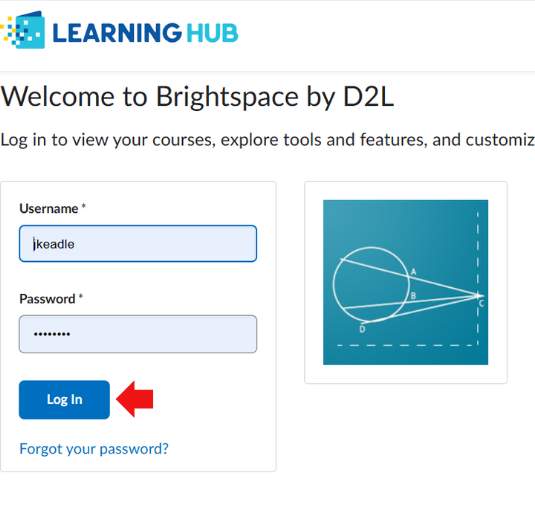 LEARNING HUB
Welcome to Brightspace by D2L
Log in to view your courses, explore tools and features, and customiz
Username *
jkeadle
Password *
••••••••
Log In
Forgot your password?
A
B
C
D